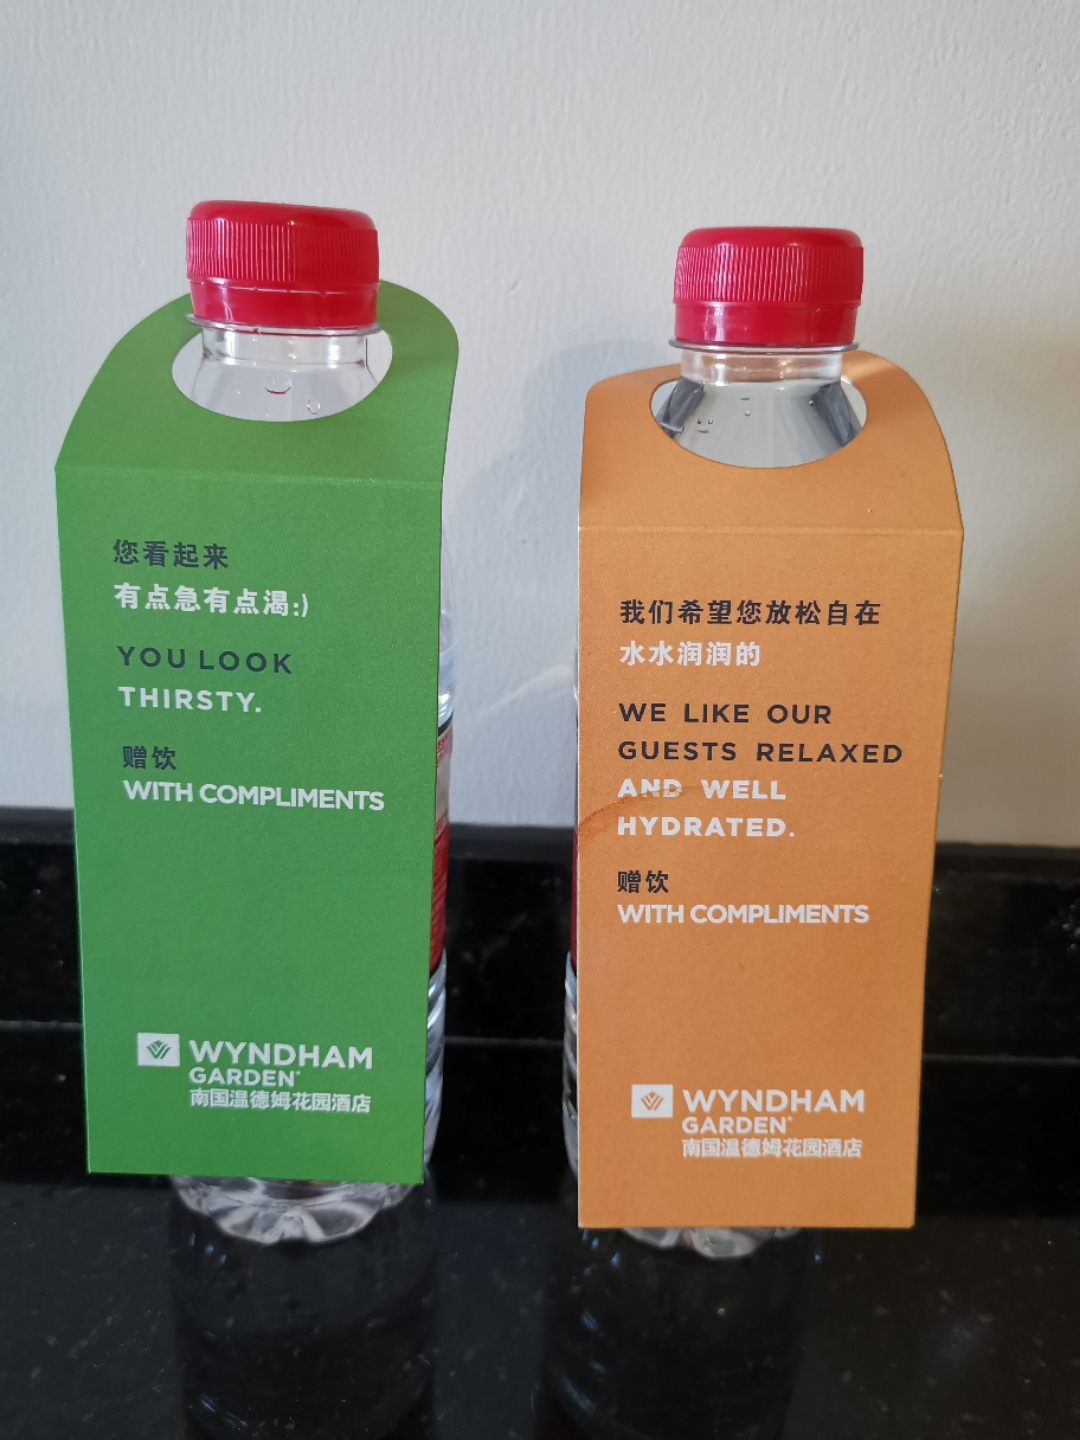 您看起来
有点急有点渴:)
YOU LOOK
THIRSTY.
赠饮
WITH COMPLIMENTS
WYNDHAM
GARDEN®
南国温德姆花园酒店
我们希望您放松自在
水水润润的
WE LIKE OUR
GUESTS RELAXED
AND WELL
HYDRATED.
赠饮
WITH COMPLIMENTS
WYNDHAM
GARDEN®
南国温德姆花园酒店